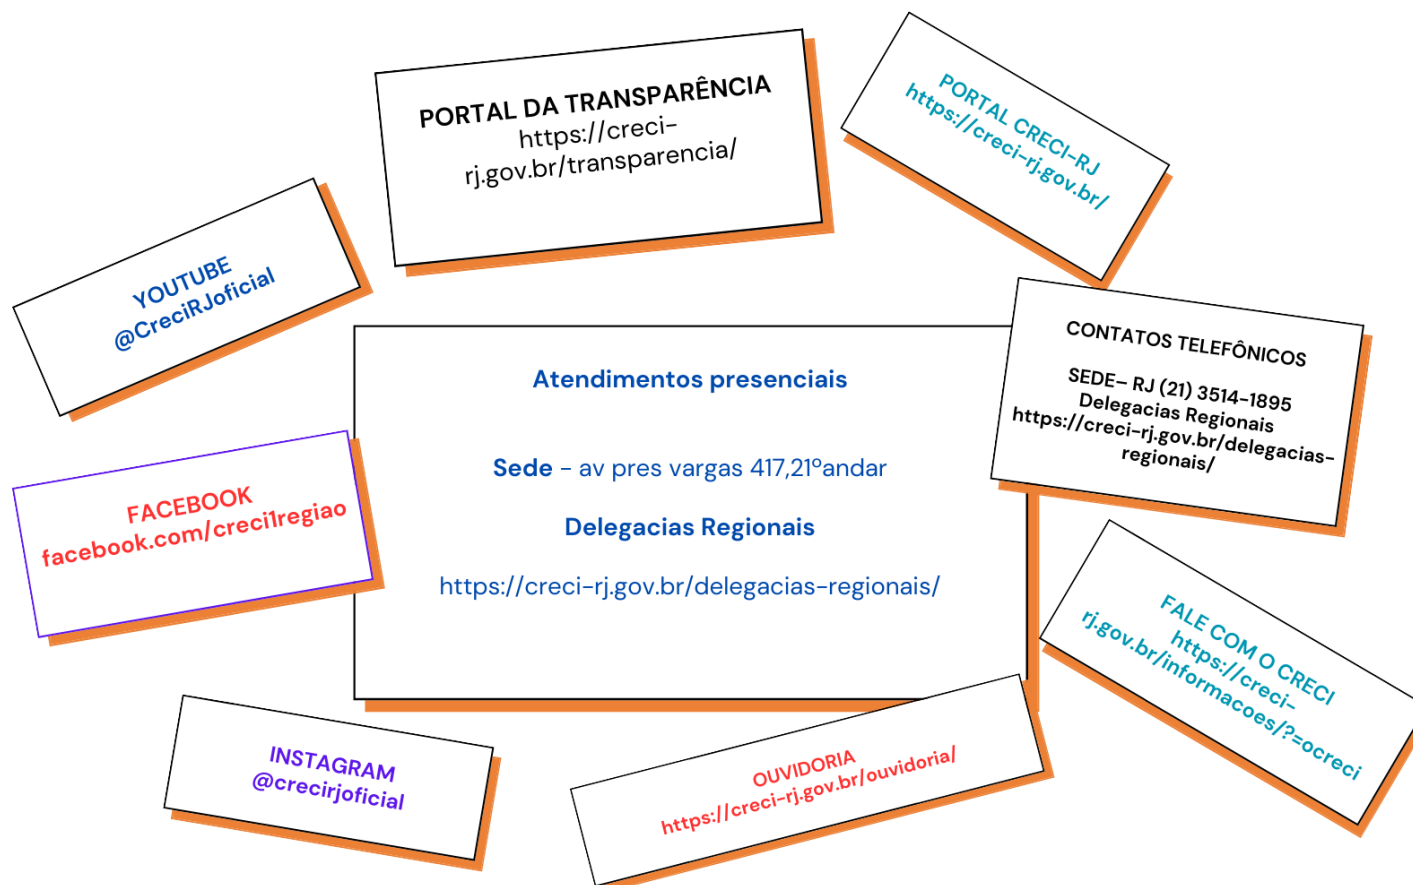 PORTAL DA TRANSPARÊNCIA
https://creci-
rj.gov.br/transparencia/
PORTAL CRECI-RJ
https://creci-rj.gov.br/
YOUTUBE
@CreciRJoficial
CONTATOS TELEFÔNICOS
SEDE– RJ (21) 3514-1895
Delegacias Regionais
https://creci-rj.gov.br/delegacias-
regionais/
Atendimentos presenciais
Sede - av pres vargas 417,21ºandar
Delegacias Regionais
https://creci-rj.gov.br/delegacias-regionais/
FACEBOOK
facebook.com/creci1regiao
FALE COM O CRECI
https://creci-
rj.gov.br/informacoes/?=ocreci
INSTAGRAM
@crecirjoficial
OUVIDORIA
https://creci-rj.gov.br/ouvidoria/